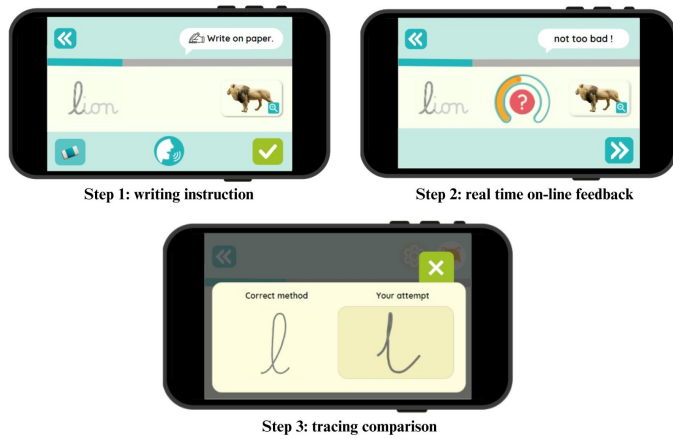 Write on paper.
lion
Step 1: writing instruction
not too bad !
lion
?
Step 2: real time on-line feedback
Correct method
Your attempt
l
l
Step 3: tracing comparison